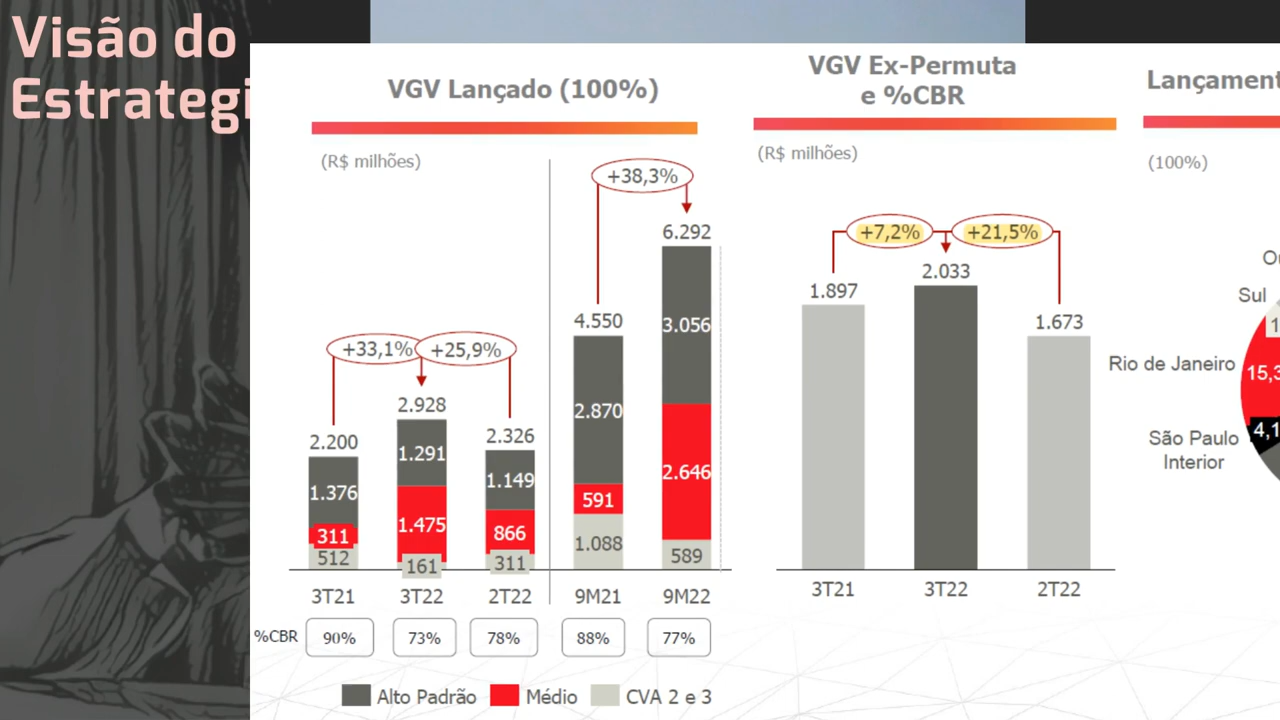 Visão do
Estrategi
VGV Lançado (100%)
(R$ milhões)
+38,3%
6.292
4.550
3.056
+33,1%
+25,9%
2.928
2.870
2.200
2.326
1.291
1.149
1.376
2.646
1.475
591
311
866
1.088
512
161
311
589
3T21
3T22
2T22
9M21
9M22
%CBR
90%
73%
78%
88%
77%
Alto Padrão
Médio
CVA 2 e 3
VGV Ex-Permuta
e %CBR
(R$ milhões)
+7,2%
+21,5%
2.033
1.897
1.673
3T21
3T22
2T22
Lançament
(100%)
Sul
Rio de Janeiro
15,3
São Paulo
Interior
4,1